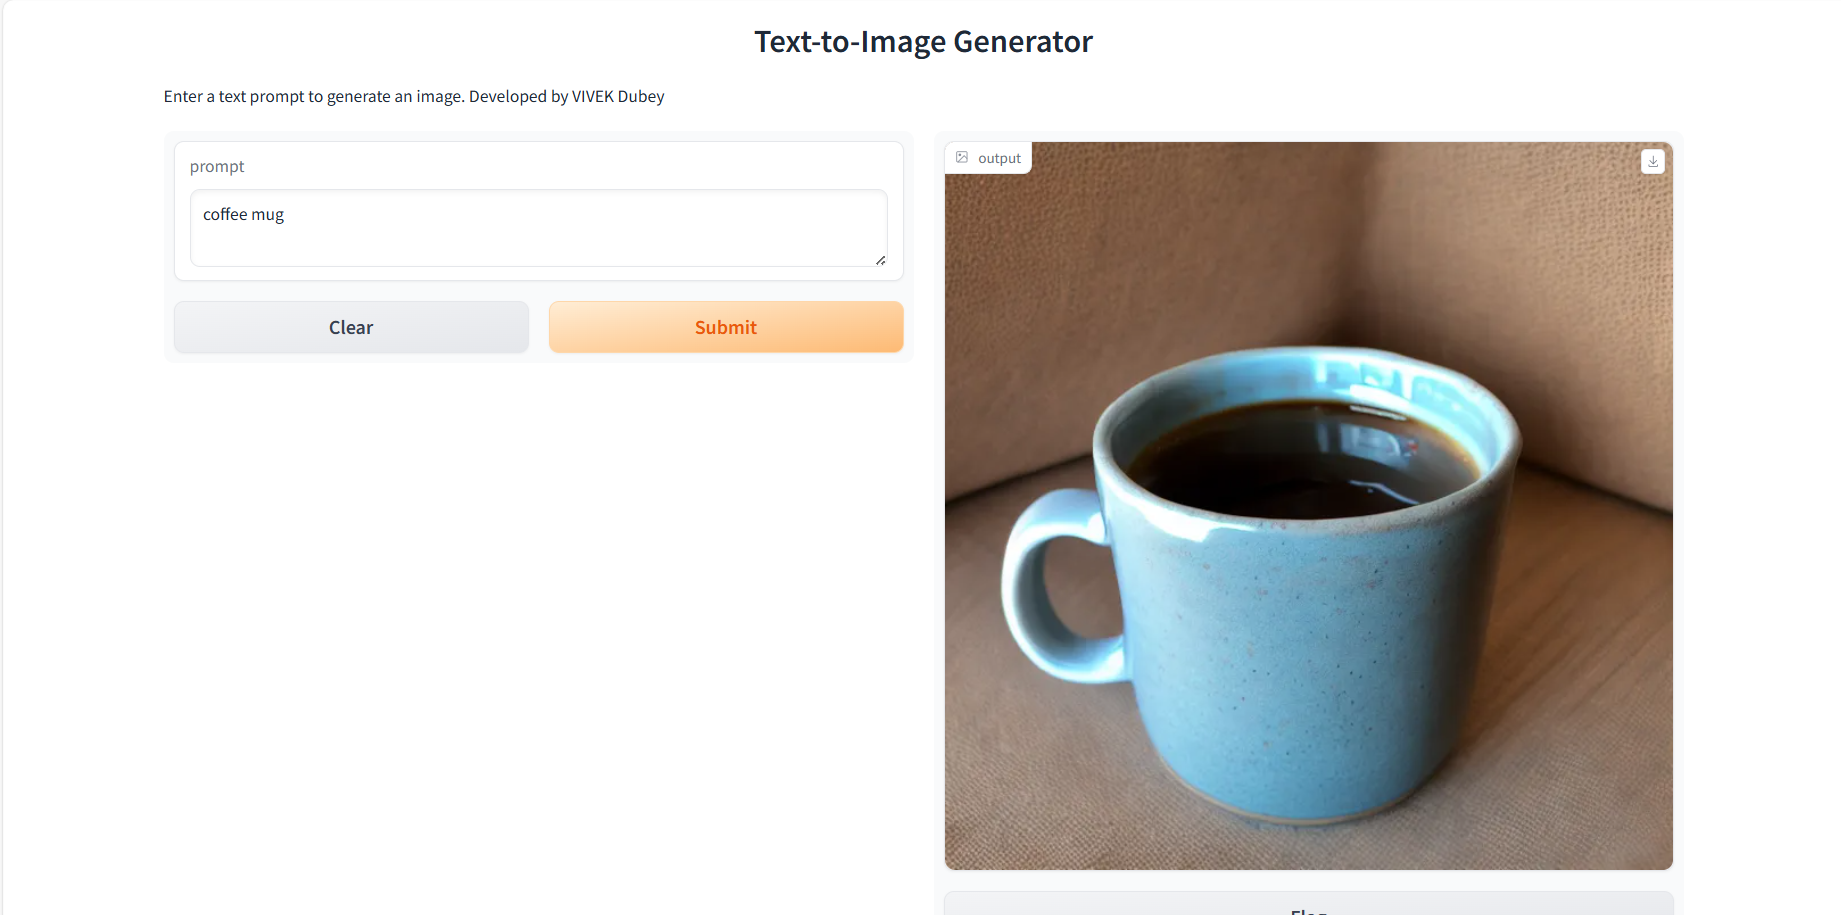 Text-to-Image Generator
Enter a text prompt to generate an image. Developed by VIVEK Dubey
prompt
coffee mug
Clear
Submit
output